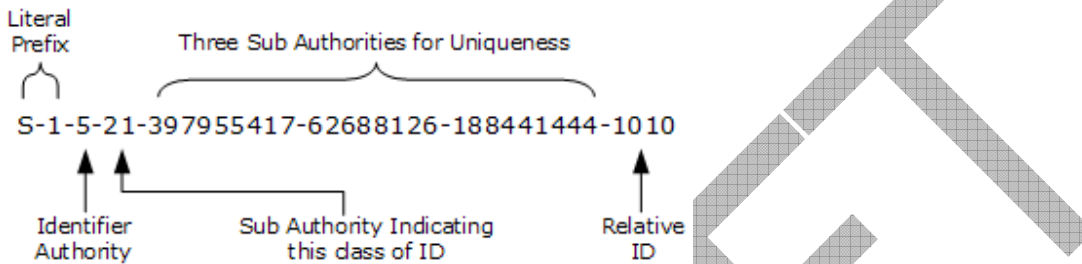 Literal
Prefix
Three Sub Authorities for Uniqueness
S-1-5-21-397955417-62688126-188441444-1010
Identifier
Authority
Sub Authority Indicating
this class of ID
Relative
ID